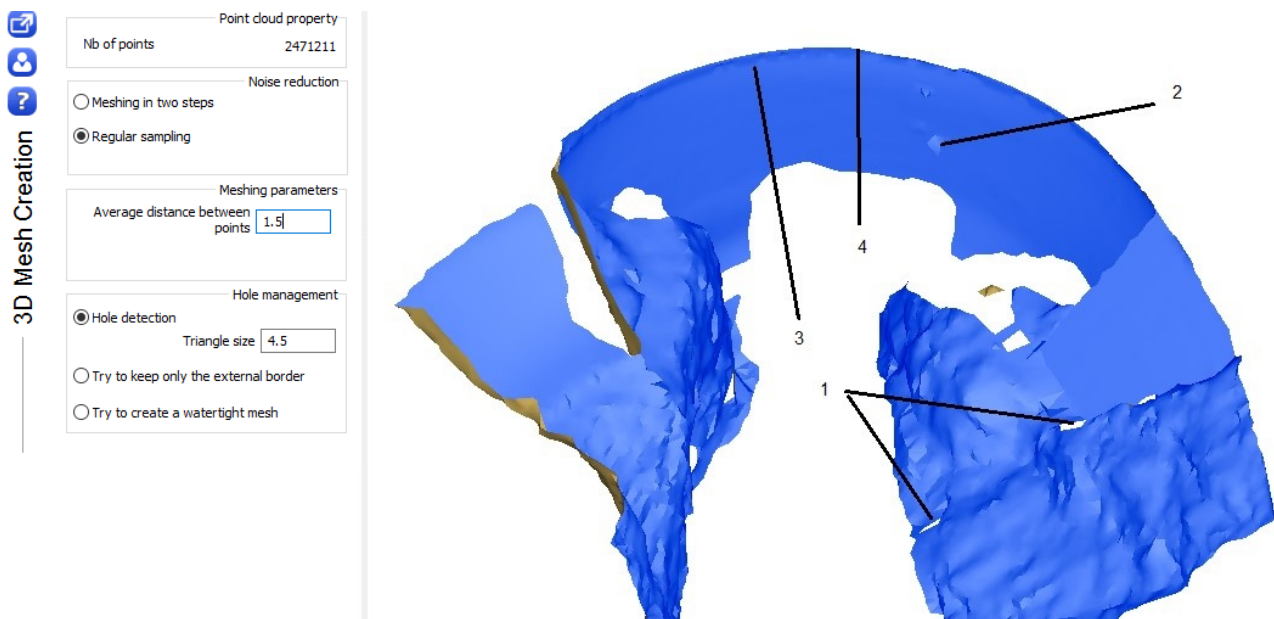 3D Mesh Creation
?
Point cloud property
Nb of points 2471211
Noise reduction
Meshing in two steps
Regular sampling
Meshing parameters
Average distance between
points 1.5
Hole management
Hole detection
Triangle size 4.5
Try to keep only the external border
Try to create a watertight mesh
2
4
3
1